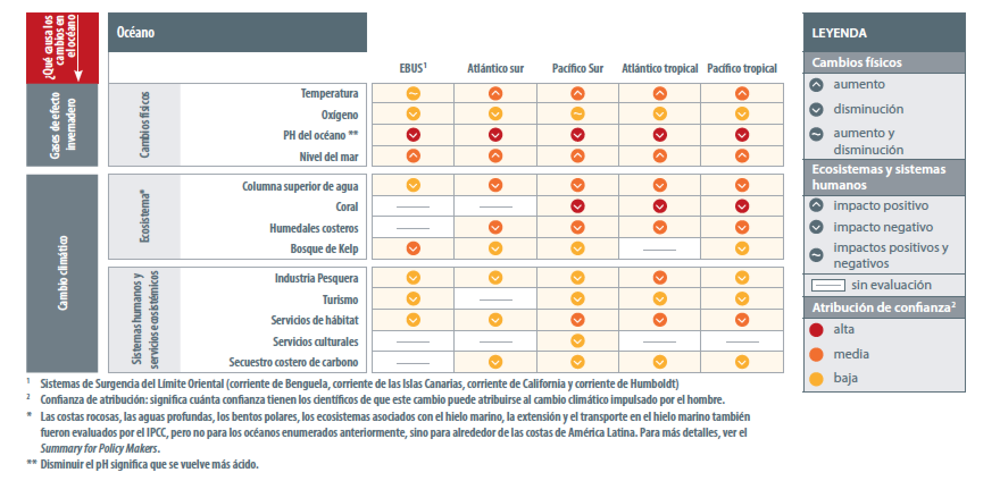 ¿Qué causa los
cambios en
el océano
Océano
EBUS¹
Atlántico sur
Pacífico Sur
Atlántico tropical
Pacífico tropical
Gases de efecto
invernadero
Cambios físicos
Temperatura
Oxígeno
PH del océano **
Nivel del mar
Cambio climático
Ecosistema*
Columna superior de agua
Coral
Humedales costeros
Bosque de Kelp
Sistemas humanos y
servicios ecosistémicos
Industria Pesquera
Turismo
Servicios de hábitat
Servicios culturales
Secuestro costero de carbono
LEYENDA
Cambios físicos
aumento
disminución
aumento y
disminución
Ecosistemas y sistemas
humanos
impacto positivo
impacto negativo
impactos positivos y
negativos
sin evaluación
Atribución de confianza²
alta
media
baja
¹ Sistemas de Surgencia del Límite Oriental (corriente de Benguela, corriente de las Islas Canarias, corriente de California y corriente de Humboldt)
² Confianza de atribución: significa cuánta confianza tienen los científicos de que este cambio puede atribuirse al cambio climático impulsado por el hombre.
* Las costas rocosas, las aguas profundas, los bentos polares, los ecosistemas asociados con el hielo marino, la extensión y el transporte en el hielo marino también
fueron evaluados por el IPCC, pero no para los océanos enumerados anteriormente, sino para alrededor de las costas de América Latina. Para más detalles, ver el
Summary for Policy Makers.
** Disminuir el pH significa que se vuelve más ácido.